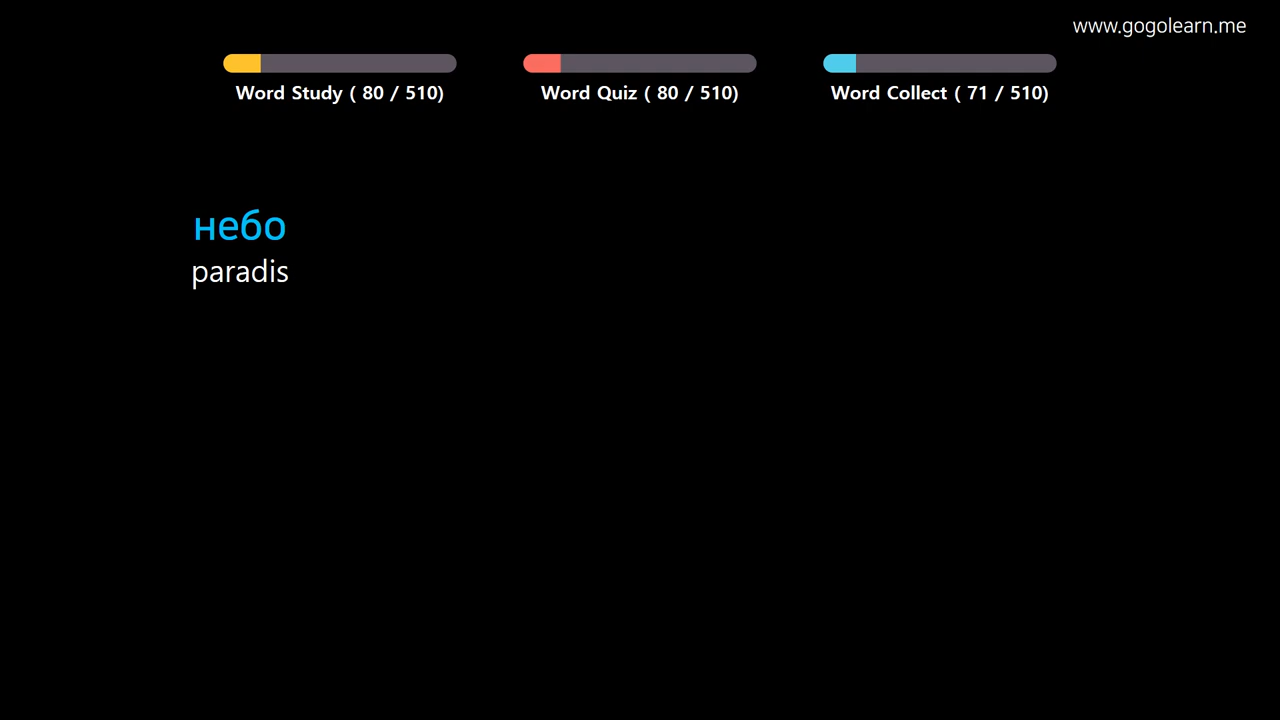 www.gogolearn.me
Word Study ( 80 / 510)
Word Quiz ( 80 / 510)
Word Collect ( 71 / 510)
небо
paradis